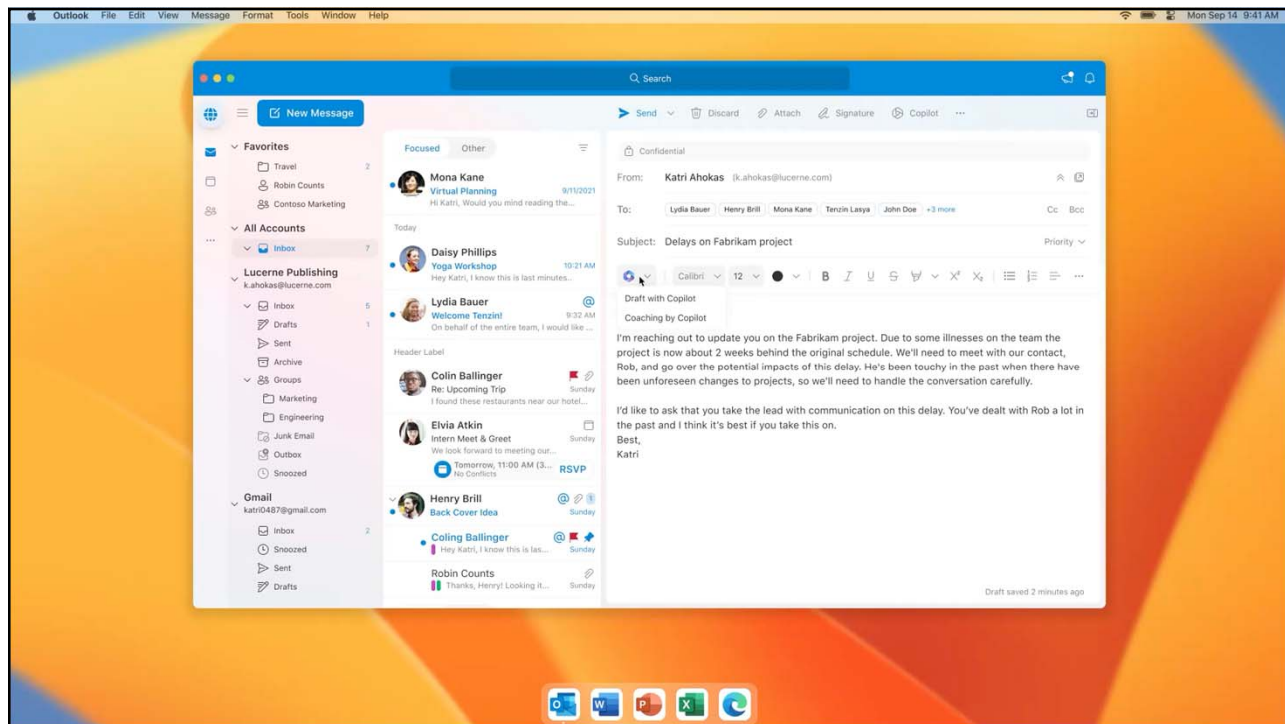 Outlook File Edit View Message Format Tools Window Help
Mon Sep 14 9:41 AM
Search
New Message
Send Discard Attach Signature Copilot ...
Favorites
Travel 2
Robin Counts
Contoso Marketing
All Accounts
Inbox 7
Lucerne Publishing
k.ahokas@lucerne.com
Inbox 5
Drafts 1
Sent
Archive
Groups
Marketing
Engineering
Junk Email
Outbox
Snoozed
Gmail
katri0487@gmail.com
Inbox 2
Snoozed
Sent
Drafts
Focused Other
Mona Kane
Virtual Planning 9/11/2021
Hi Katri, Would you mind reading the...
Today
Daisy Phillips
Yoga Workshop 10:21 AM
Hey Katri, I know this is last minutes...
Lydia Bauer @
Welcome Tenzin! 9:32 AM
On behalf of the entire team, I would like ...
Header Label
Colin Ballinger
Re: Upcoming Trip Sunday
I found these restaurants near our hotel...
Elvia Atkin
Intern Meet & Greet Sunday
We look forward to meeting our...
Tomorrow, 11:00 AM (3... RSVP
No Conflicts
Henry Brill @ 1
Back Cover Idea Sunday
Coling Ballinger @
Hey Katri, I know this is las... Sunday
Robin Counts
Thanks, Henry! Looking it... Sunday
Confidential
From: Katri Ahokas (k.ahokas@lucerne.com)
To: Lydia Bauer Henry Brill Mona Kane Tenzin Lasya John Doe +3 more Cc Bcc
Subject: Delays on Fabrikam project Priority
Calibri 12 B I U S X² X₂ ...
Draft with Copilot
Coaching by Copilot
I'm reaching out to update you on the Fabrikam project. Due to some illnesses on the team the
project is now about 2 weeks behind the original schedule. We'll need to meet with our contact,
Rob, and go over the potential impacts of this delay. He's been touchy in the past when there have
been unforeseen changes to projects, so we'll need to handle the conversation carefully.
I'd like to ask that you take the lead with communication on this delay. You've dealt with Rob a lot in
the past and I think it's best if you take this on.
Best,
Katri
Draft saved 2 minutes ago